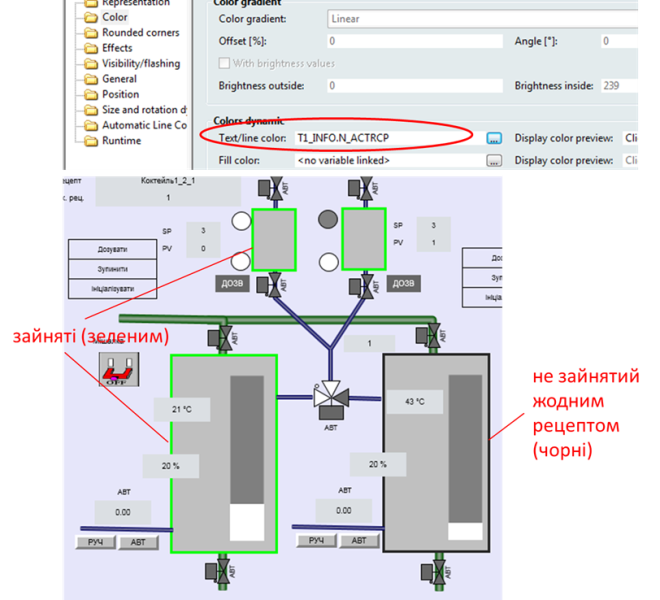 Representation
Color
Rounded corners
Effects
Visibility/flashing
General
Position
Size and rotation d
Automatic Line Co
Runtime
Color gradient
Color gradient: Linear
Offset [%]: 0 Angle [°]: 0
With brightness values
Brightness outside: 0 Brightness inside: 239
Colors dynamic
Text/line color: T1_INFO.N_ACTRCP ... Display color preview: Cli
Fill color: <no variable linked> ... Display color preview: Cli
цепт Коктейль1_2_1
к. рец. 1
АВТ
АВТ
SP 3
PV 0
SP 3
PV 1
Дозувати
Зупинити
Ініціалізувати
До
Зуг
Ініціа
ДОЗВ
АВТ
АВТ
ДОЗВ
зайняті (зеленим)
OFF
АВТ
1
АВТ
21 °C
43 °C
АВТ
20 %
20 %
АВТ
0.00
АВТ
0.00
РУЧ АВТ
РУЧ АВТ
АВТ
АВТ
не зайнятий
жодним
рецептом
(чорні)